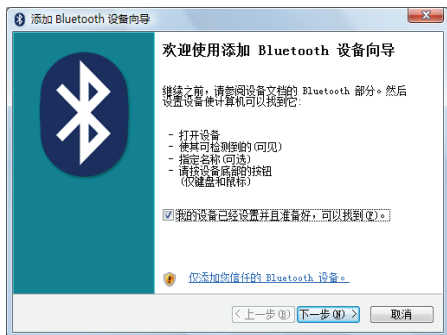 添加 Bluetooth 设备向导
欢迎使用添加 Bluetooth 设备向导
继续之前，请参阅设备文档的 Bluetooth 部分。然后
设置设备使计算机可以找到它:
- 打开设备
- 使其可检测到的(可见)
- 指定名称(可选)
- 请按设备底部的按钮
(仅键盘和鼠标)
我的设备已经设置并且准备好，可以找到(F)。
仅添加您信任的 Bluetooth 设备。
< 上一步(B) 下一步(N) > 取消